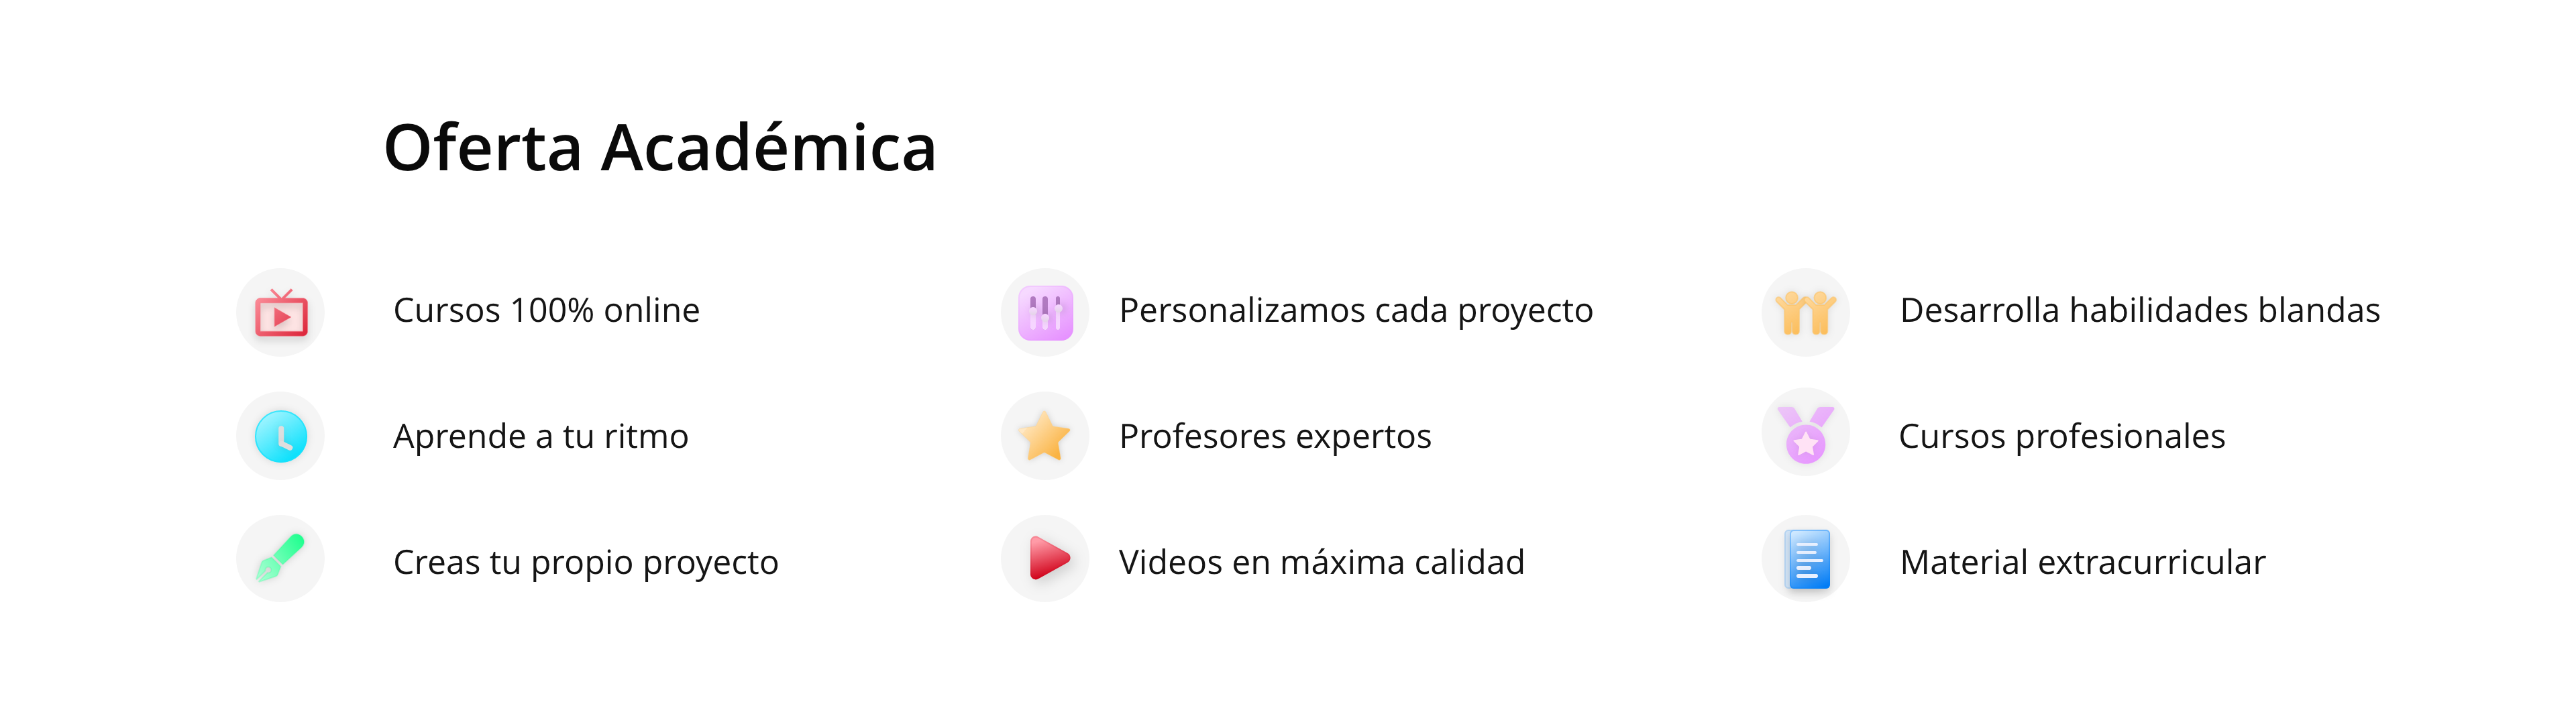 Oferta Académica
Cursos 100% online
Personalizamos cada proyecto
Desarrolla habilidades blandas
Aprende a tu ritmo
Profesores expertos
Cursos profesionales
Creas tu propio proyecto
Videos en máxima calidad
Material extracurricular